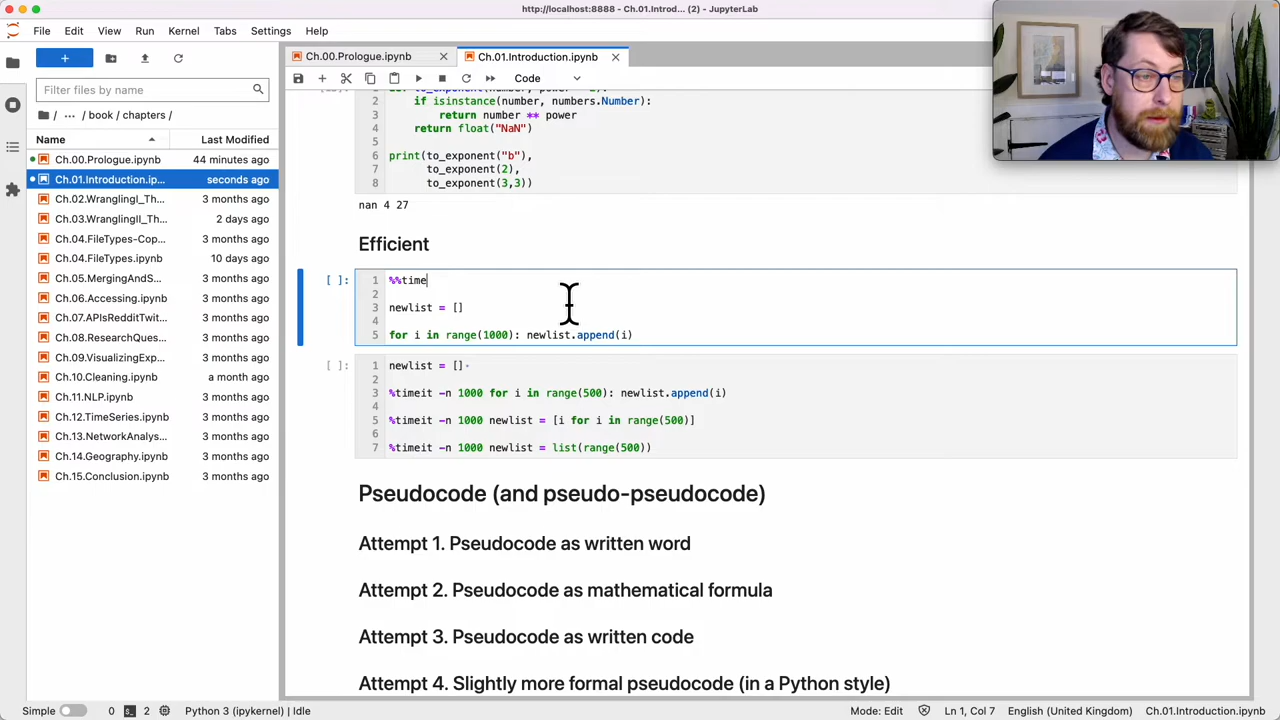 http://localhost:8888 - Ch.01.Introd... (2) - JupyterLab
File Edit View Run Kernel Tabs Settings Help
Ch.00.Prologue.ipynb
Ch.01.Introduction.ipynb
Code
Filter files by name
/ ... / book / chapters /
Name Last Modified
Ch.00.Prologue.ipynb 44 minutes ago
Ch.01.Introduction.ip... seconds ago
Ch.02.WranglingI_Th... 3 months ago
Ch.03.WranglingII_Th... 2 days ago
Ch.04.FileTypes-Cop... 3 months ago
Ch.04.FileTypes.ipynb 10 days ago
Ch.05.MergingAndS... 3 months ago
Ch.06.Accessing.ipynb 3 months ago
Ch.07.APIsRedditTwit... 3 months ago
Ch.08.ResearchQues... 3 months ago
Ch.09.VisualizingExp... 3 months ago
Ch.10.Cleaning.ipynb a month ago
Ch.11.NLP.ipynb 3 months ago
Ch.12.TimeSeries.ipynb 3 months ago
Ch.13.NetworkAnalys... 3 months ago
Ch.14.Geography.ipynb 3 months ago
Ch.15.Conclusion.ipynb 3 months ago
2 if isinstance(number, numbers.Number):
3 return number ** power
4 return float("NaN")
5
6 print(to_exponent("b"),
7 to_exponent(2),
8 to_exponent(3,3))
nan 4 27
Efficient
[ ]: 1 %%time
2
3 newlist = []
4
5 for i in range(1000): newlist.append(i)
[ ]: 1 newlist = []
2
3 %timeit -n 1000 for i in range(500): newlist.append(i)
4
5 %timeit -n 1000 newlist = [i for i in range(500)]
6
7 %timeit -n 1000 newlist = list(range(500))
Pseudocode (and pseudo-pseudocode)
Attempt 1. Pseudocode as written word
Attempt 2. Pseudocode as mathematical formula
Attempt 3. Pseudocode as written code
Attempt 4. Slightly more formal pseudocode (in a Python style)
Simple 0 2 Python 3 (ipykernel) | Idle Mode: Edit Ln 1, Col 7 English (United Kingdom) Ch.01.Introduction.ipynb